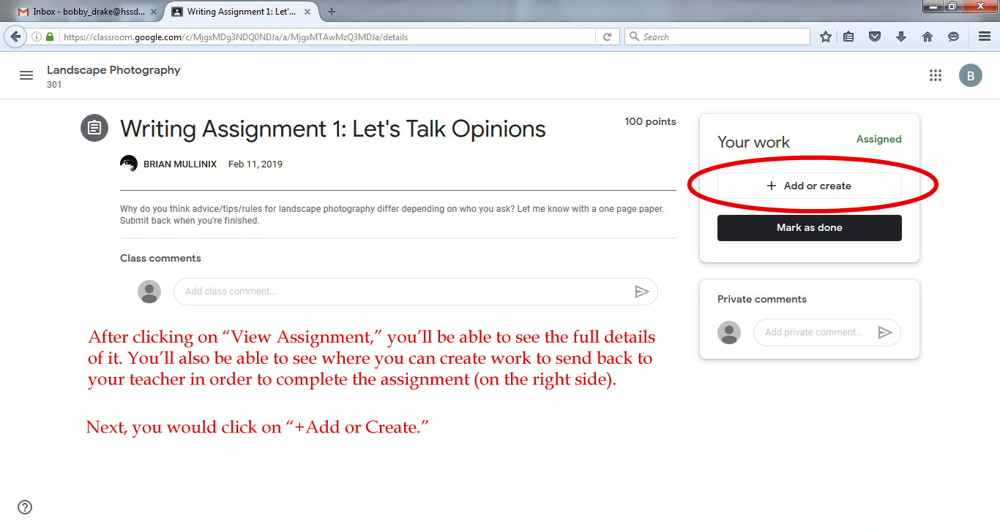 Inbox - bobby_drake@hssd...
Writing Assignment 1: Let'...
https://classroom.google.com/c/MjgxMDg3NDQ0NDJa/a/MjgxMTAwMzQ3MDJa/details
Search
Landscape Photography
301
B
Writing Assignment 1: Let's Talk Opinions
100 points
BRIAN MULLINIX Feb 11, 2019
Why do you think advice/tips/rules for landscape photography differ depending on who you ask? Let me know with a one page paper.
Submit back when you're finished.
Class comments
Add class comment...
Your work
Assigned
+ Add or create
Mark as done
Private comments
Add private comment...
After clicking on “View Assignment,” you’ll be able to see the full details
of it. You’ll also be able to see where you can create work to send back to
your teacher in order to complete the assignment (on the right side).
Next, you would click on “+Add or Create.”